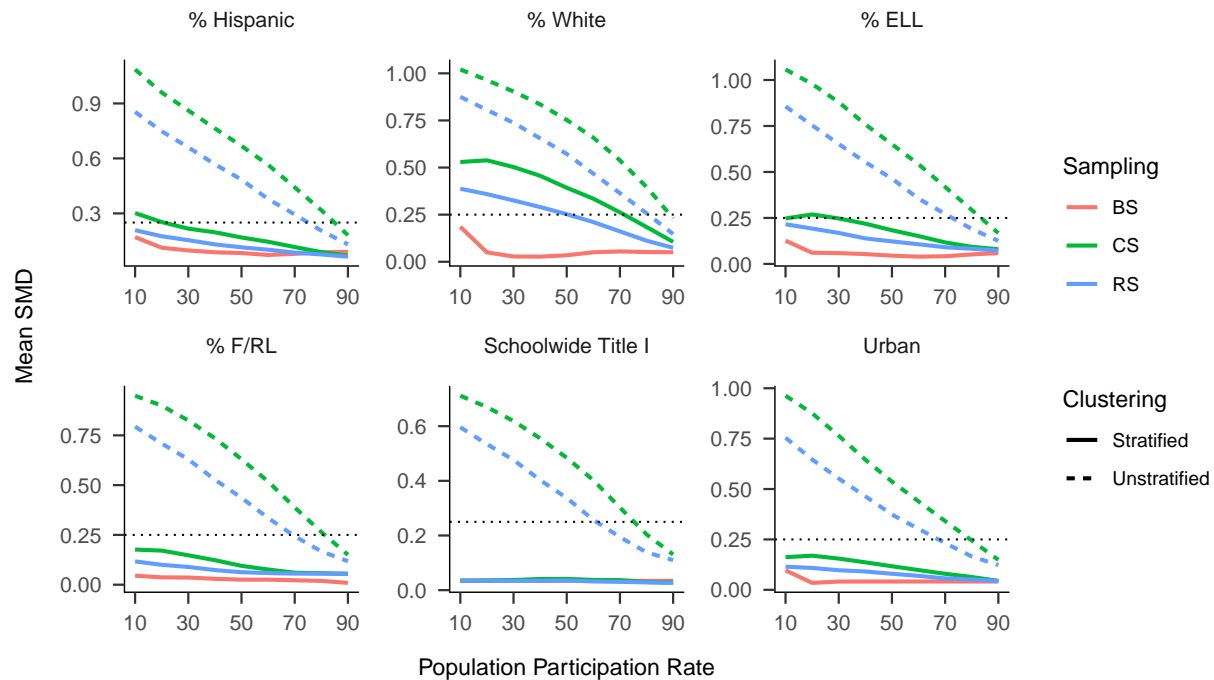 % Hispanic
% White
% ELL
0.9
0.6
0.3
10 30 50 70 90
1.00
0.75
0.50
0.25
0.00
10 30 50 70 90
1.00
0.75
0.50
0.25
0.00
10 30 50 70 90
% F/RL
Schoolwide Title I
Urban
0.75
0.50
0.25
0.00
10 30 50 70 90
0.6
0.4
0.2
0.0
10 30 50 70 90
1.00
0.75
0.50
0.25
0.00
10 30 50 70 90
Mean SMD
Population Participation Rate
Sampling
BS
CS
RS
Clustering
Stratified
Unstratified